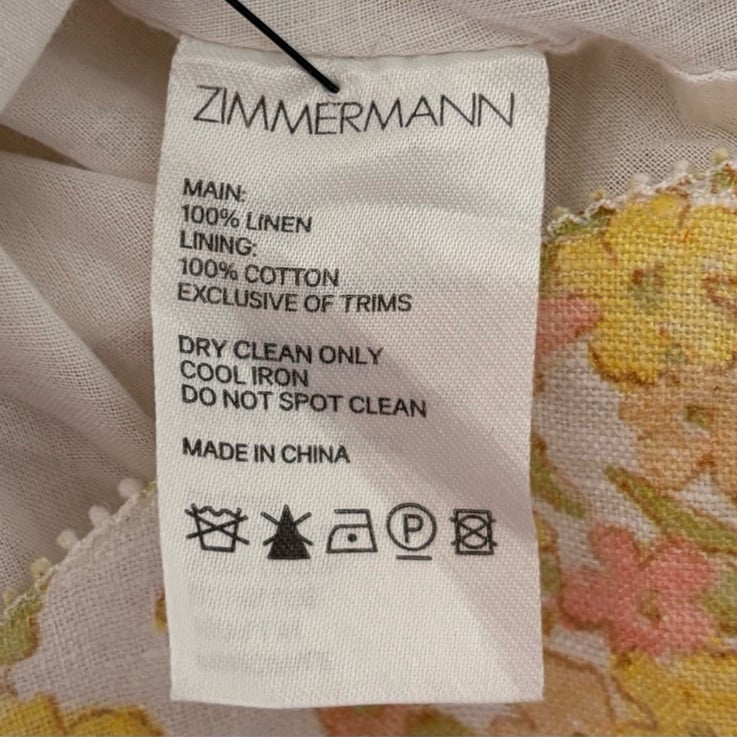 ZIMMERMANN
MAIN:
100% LINEN
LINING:
100% COTTON
EXCLUSIVE OF TRIMS
DRY CLEAN ONLY
COOL IRON
DO NOT SPOT CLEAN
MADE IN CHINA
P